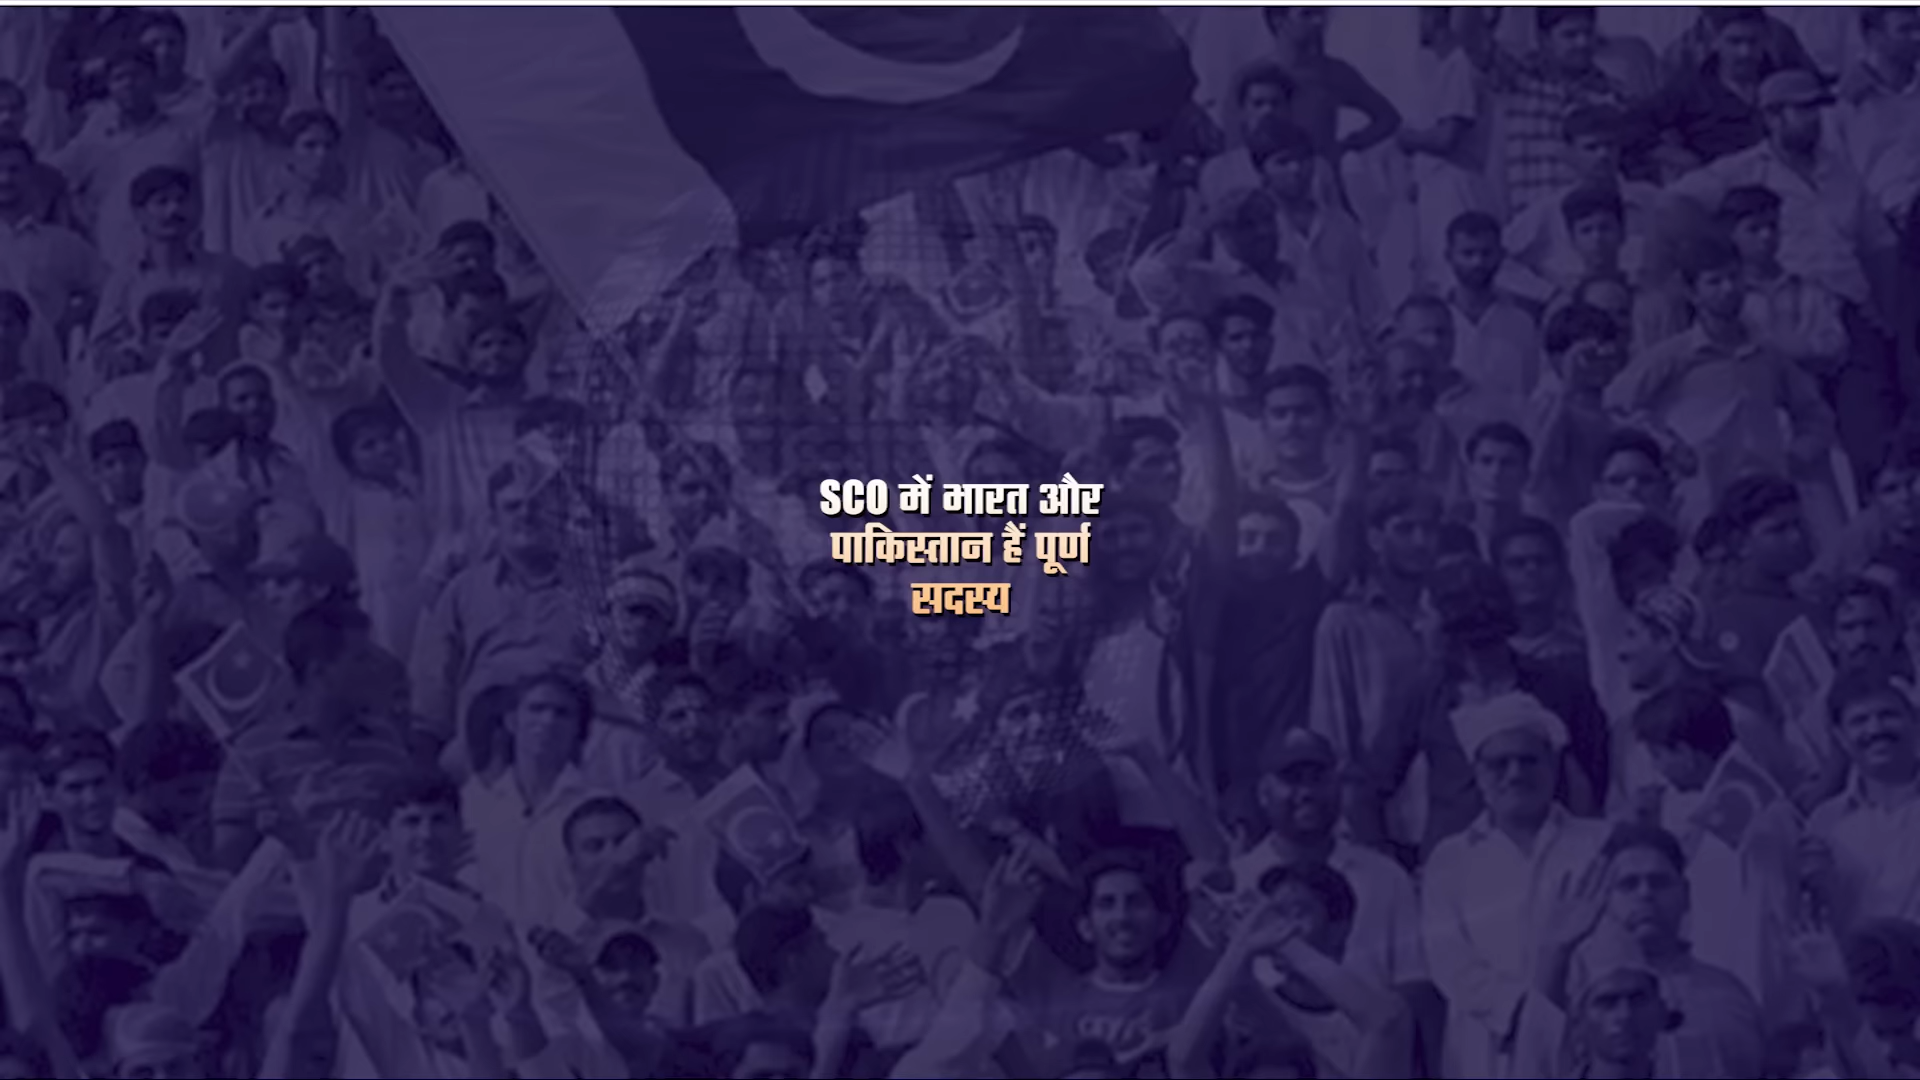 SCO में भारत और
पाकिस्तान हैं पूर्ण
सदस्य